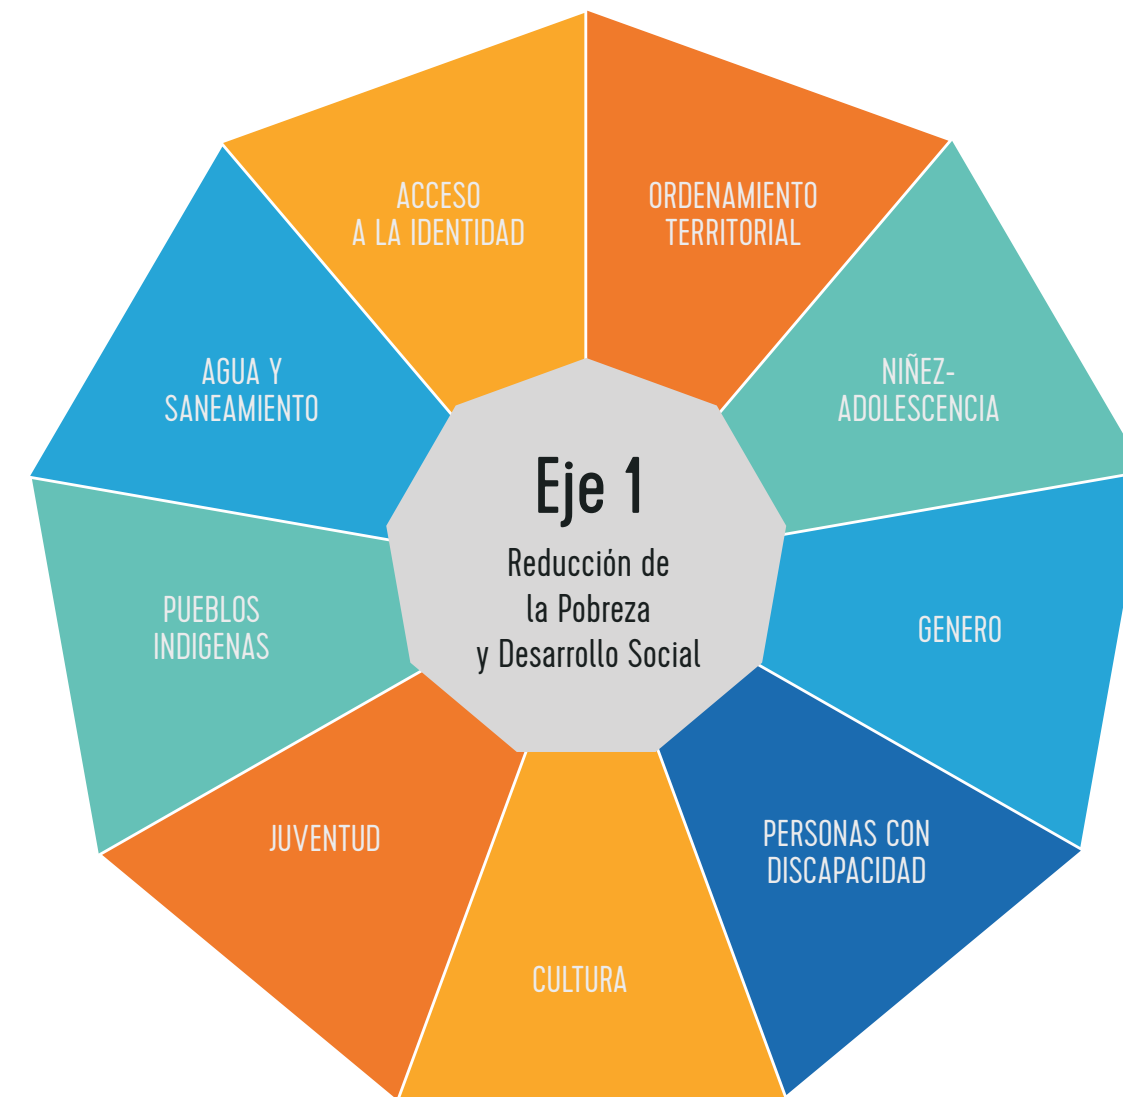 ACCESO
A LA IDENTIDAD
ORDENAMIENTO
TERRITORIAL
NIÑEZ-
ADOLESCENCIA
GENERO
PERSONAS CON
DISCAPACIDAD
CULTURA
JUVENTUD
PUEBLOS
INDIGENAS
AGUA Y
SANEAMIENTO
Eje 1
Reducción de
la Pobreza
y Desarrollo Social